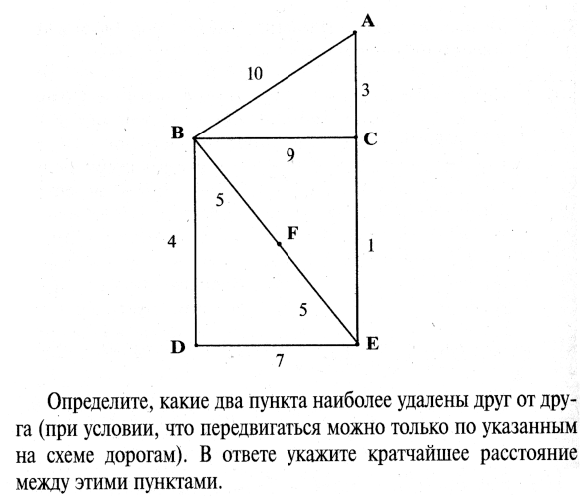 A
10
3
B
C
9
5
F
4
1
5
D
E
7
Определите, какие два пункта наиболее удалены друг от дру-
га (при условии, что передвигаться можно только по указанным
на схеме дорогам). В ответе укажите кратчайшее расстояние
между этими пунктами.